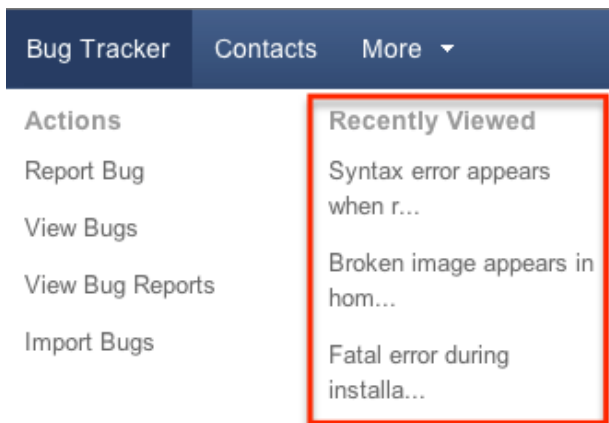 Bug Tracker Contacts More
Actions
Report Bug
View Bugs
View Bug Reports
Import Bugs
Recently Viewed
Syntax error appears
when r...
Broken image appears in
hom...
Fatal error during
installa...